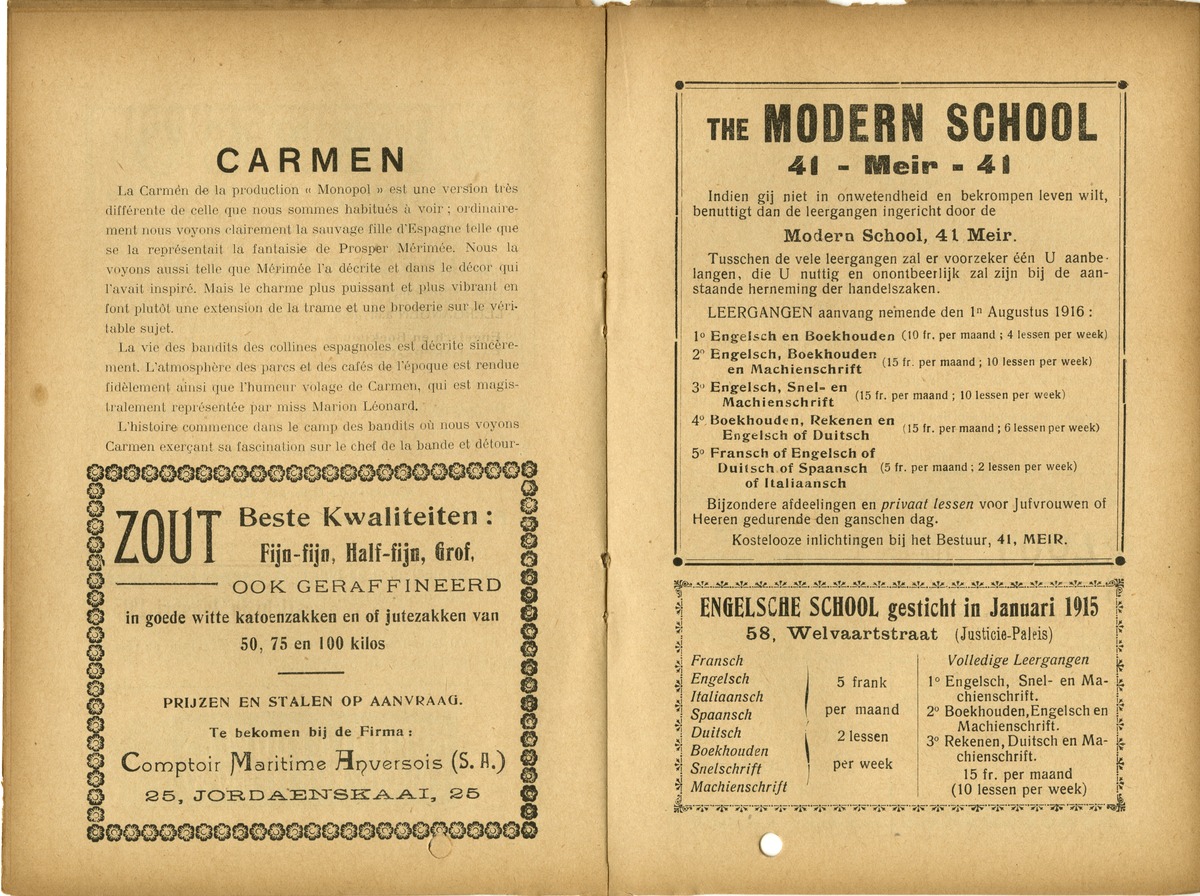 CARMEN
La Carmén de la production « Monopol » est une version très
différente de celle que nous sommes habitués à voir ; ordinaire-
ment nous voyons clairement la sauvage fille d'Espagne telle que
se la représentait la fantaisie de Prosper Mérimée. Nous la
voyons aussi telle que Mérimée l'a décrite et dans le décor qui
l'avait inspiré. Mais le charme plus puissant et plus vibrant en
font plutôt une extension de la trame et une broderie sur le véri-
table sujet.
La vie des bandits des collines espagnoles est décrite sincère-
ment. L'atmosphère des parcs et des cafés de l'époque est rendue
fidèlement ainsi que l'humeur volage de Carmen, qui est magis-
tralement représentée par miss Marion Léonard.
L'histoire commence dans le camp des bandits où nous voyons
Carmen exerçant sa fascination sur le chef de la bande et détour-
ZOUT Beste Kwaliteiten :
Fijn-fijn, Half-fijn, Grof,
OOK GERAFFINEERD
in goede witte katoenzakken en of jutezakken van
50, 75 en 100 kilos
PRIJZEN EN STALEN OP AANVRAAG.
Te bekomen bij de Firma :
Comptoir Maritime Anversois (S. A.)
25, JORDAENSKAAI, 25
THE MODERN SCHOOL
41 - Meir - 41
Indien gij niet in onwetendheid en bekrompen leven wilt,
benuttigt dan de leergangen ingericht door de
Modern School, 41 Meir.
Tusschen de vele leergangen zal er voorzeker één U aanbe-
langen, die U nuttig en onontbeerlijk zal zijn bij de aan-
staande herneming der handelszaken.
LEERGANGEN aanvang nemende den 1n Augustus 1916 :
1o Engelsch en Boekhouden (10 fr. per maand ; 4 lessen per week)
2o Engelsch, Boekhouden
en Machienschrift (15 fr. per maand ; 10 lessen per week)
3o Engelsch, Snel- en
Machienschrift (15 fr. per maand ; 10 lessen per week)
4o Boekhouden, Rekenen en
Engelsch of Duitsch (15 fr. per maand ; 6 lessen per week)
5o Fransch of Engelsch of
Duitsch of Spaansch (5 fr. per maand ; 2 lessen per week)
of Italiaansch
Bijzondere afdeelingen en privaat lessen voor Jufvrouwen of
Heeren gedurende den ganschen dag.
Kostelooze inlichtingen bij het Bestuur, 41, MEIR.
ENGELSCHE SCHOOL gesticht in Januari 1915
58, Welvaartstraat (Justicie-Paleis)
Fransch
Engelsch
Italiaansch
Spaansch
Duitsch
Boekhouden
Snelschrift
Machienschrift
5 frank
per maand
2 lessen
per week
Volledige Leergangen
1o Engelsch, Snel- en Ma-
chienschrift.
2o Boekhouden, Engelsch en
Machienschrift.
3o Rekenen, Duitsch en Ma-
chienschrift.
15 fr. per maand
(10 lessen per week)